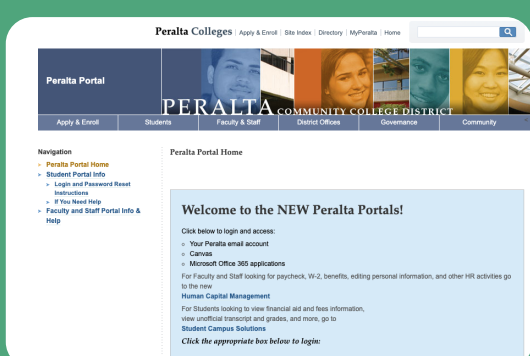 Peralta Colleges | Apply & Enroll | Site Index | Directory | MyPeralta | Home
Peralta Portal
PERALTA COMMUNITY COLLEGE DISTRICT
Apply & Enroll Students Faculty & Staff District Offices Governance Community
Navigation
Peralta Portal Home
Student Portal Info
Login and Password Reset
Instructions
If You Need Help
Faculty and Staff Portal Info &
Help
Peralta Portal Home
Welcome to the NEW Peralta Portals!
Click below to login and access:
Your Peralta email account
Canvas
Microsoft Office 365 applications
For Faculty and Staff looking for paycheck, W-2, benefits, editing personal information, and other HR activities go
to the new
Human Capital Management
For Students looking to view financial aid and fees information,
view unofficial transcript and grades, and more, go to
Student Campus Solutions
Click the appropriate box below to login: